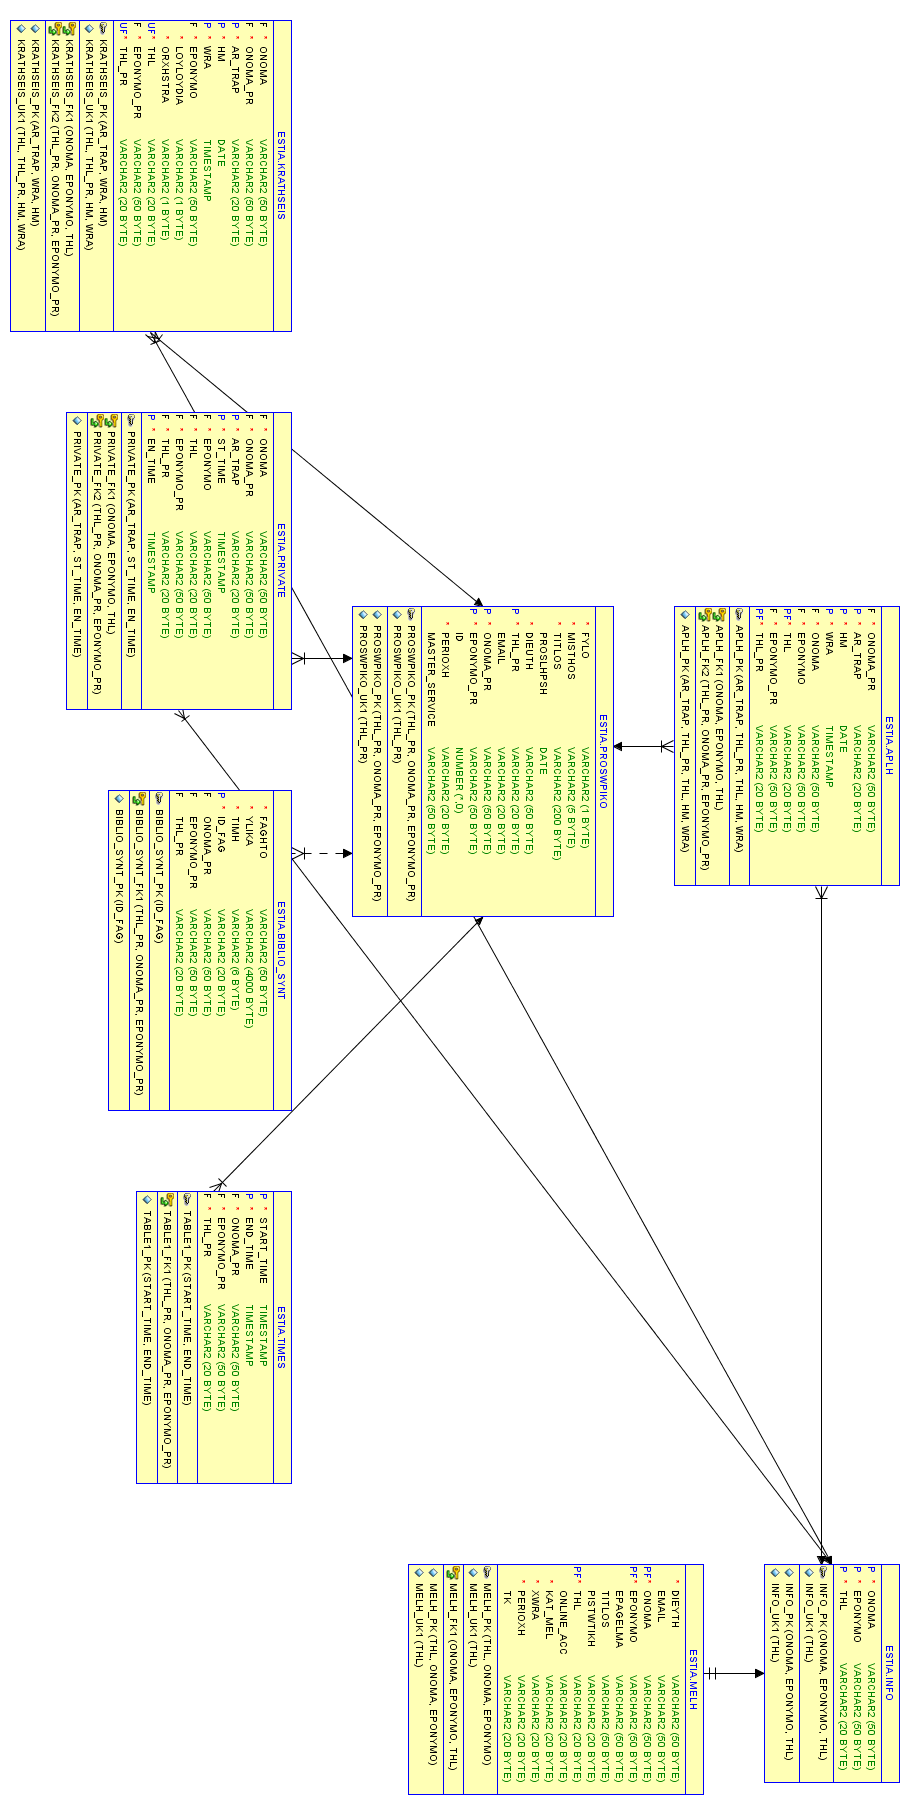 ESTIA.KRATHSEIS
F * ONOMA VARCHAR2 (50 BYTE)
F * ONOMA_PR VARCHAR2 (50 BYTE)
P * AR_TRAP VARCHAR2 (20 BYTE)
P * HM DATE
P * WRA TIMESTAMP
F * EPONYMO VARCHAR2 (50 BYTE)
* LOYLOYDIA VARCHAR2 (1 BYTE)
* ORXHSTRA VARCHAR2 (1 BYTE)
UF* THL VARCHAR2 (20 BYTE)
F * EPONYMO_PR VARCHAR2 (50 BYTE)
UF* THL_PR VARCHAR2 (20 BYTE)
KRATHSEIS_PK (AR_TRAP, WRA, HM)
KRATHSEIS_UK1 (THL, THL_PR, HM, WRA)
KRATHSEIS_FK1 (ONOMA, EPONYMO, THL)
KRATHSEIS_FK2 (THL_PR, ONOMA_PR, EPONYMO_PR)
KRATHSEIS_PK (AR_TRAP, WRA, HM)
KRATHSEIS_UK1 (THL, THL_PR, HM, WRA)
ESTIA.PRIVATE
F * ONOMA VARCHAR2 (50 BYTE)
F * ONOMA_PR VARCHAR2 (50 BYTE)
P * AR_TRAP VARCHAR2 (20 BYTE)
P * ST_TIME TIMESTAMP
F * EPONYMO VARCHAR2 (50 BYTE)
F * THL VARCHAR2 (20 BYTE)
F * EPONYMO_PR VARCHAR2 (50 BYTE)
F * THL_PR VARCHAR2 (20 BYTE)
P * EN_TIME TIMESTAMP
PRIVATE_PK (AR_TRAP, ST_TIME, EN_TIME)
PRIVATE_FK1 (ONOMA, EPONYMO, THL)
PRIVATE_FK2 (THL_PR, ONOMA_PR, EPONYMO_PR)
PRIVATE_PK (AR_TRAP, ST_TIME, EN_TIME)
ESTIA.APLH
F * ONOMA_PR VARCHAR2 (50 BYTE)
P * AR_TRAP VARCHAR2 (20 BYTE)
P * HM DATE
P * WRA TIMESTAMP
F * ONOMA VARCHAR2 (50 BYTE)
F * EPONYMO VARCHAR2 (50 BYTE)
PF* THL VARCHAR2 (20 BYTE)
F * EPONYMO_PR VARCHAR2 (50 BYTE)
PF* THL_PR VARCHAR2 (20 BYTE)
APLH_PK (AR_TRAP, THL_PR, THL, HM, WRA)
APLH_FK1 (ONOMA, EPONYMO, THL)
APLH_FK2 (THL_PR, ONOMA_PR, EPONYMO_PR)
APLH_PK (AR_TRAP, THL_PR, THL, HM, WRA)
ESTIA.PROSWPIKO
* FYLO VARCHAR2 (1 BYTE)
* MISTHOS VARCHAR2 (5 BYTE)
* TITLOS VARCHAR2 (200 BYTE)
PROSLHPSH DATE
* DIEUTH VARCHAR2 (50 BYTE)
P * THL_PR VARCHAR2 (20 BYTE)
EMAIL VARCHAR2 (20 BYTE)
P * ONOMA_PR VARCHAR2 (50 BYTE)
P * EPONYMO_PR VARCHAR2 (50 BYTE)
ID NUMBER (*,0)
* PERIOXH VARCHAR2 (20 BYTE)
MASTER_SERVICE VARCHAR2 (50 BYTE)
PROSWPIKO_PK (THL_PR, ONOMA_PR, EPONYMO_PR)
PROSWPIKO_UK1 (THL_PR)
PROSWPIKO_PK (THL_PR, ONOMA_PR, EPONYMO_PR)
PROSWPIKO_UK1 (THL_PR)
ESTIA.BIBLIO_SYNT
* FAGHTO VARCHAR2 (50 BYTE)
* YLIKA VARCHAR2 (4000 BYTE)
* TIMH VARCHAR2 (6 BYTE)
P * ID_FAG VARCHAR2 (20 BYTE)
F ONOMA_PR VARCHAR2 (50 BYTE)
F EPONYMO_PR VARCHAR2 (50 BYTE)
F THL_PR VARCHAR2 (20 BYTE)
BIBLIO_SYNT_PK (ID_FAG)
BIBLIO_SYNT_FK1 (THL_PR, ONOMA_PR, EPONYMO_PR)
BIBLIO_SYNT_PK (ID_FAG)
ESTIA.TIMES
P * START_TIME TIMESTAMP
P * END_TIME TIMESTAMP
F * ONOMA_PR VARCHAR2 (50 BYTE)
F * EPONYMO_PR VARCHAR2 (50 BYTE)
F * THL_PR VARCHAR2 (20 BYTE)
TABLE1_PK (START_TIME, END_TIME)
TABLE1_FK1 (THL_PR, ONOMA_PR, EPONYMO_PR)
TABLE1_PK (START_TIME, END_TIME)
ESTIA.INFO
P * ONOMA VARCHAR2 (50 BYTE)
P * EPONYMO VARCHAR2 (50 BYTE)
P * THL VARCHAR2 (20 BYTE)
INFO_PK (ONOMA, EPONYMO, THL)
INFO_UK1 (THL)
INFO_PK (ONOMA, EPONYMO, THL)
INFO_UK1 (THL)
ESTIA.MELH
* DIEYTH VARCHAR2 (50 BYTE)
EMAIL VARCHAR2 (50 BYTE)
PF* ONOMA VARCHAR2 (50 BYTE)
PF* EPONYMO VARCHAR2 (50 BYTE)
EPAGELMA VARCHAR2 (20 BYTE)
TITLOS VARCHAR2 (50 BYTE)
PISTWTIKH VARCHAR2 (20 BYTE)
PF* THL VARCHAR2 (20 BYTE)
ONLINE_ACC VARCHAR2 (20 BYTE)
* KAT_MEL VARCHAR2 (20 BYTE)
* XWRA VARCHAR2 (20 BYTE)
* PERIOXH VARCHAR2 (20 BYTE)
TK VARCHAR2 (20 BYTE)
MELH_PK (THL, ONOMA, EPONYMO)
MELH_UK1 (THL)
MELH_FK1 (ONOMA, EPONYMO, THL)
MELH_PK (THL, ONOMA, EPONYMO)
MELH_UK1 (THL)